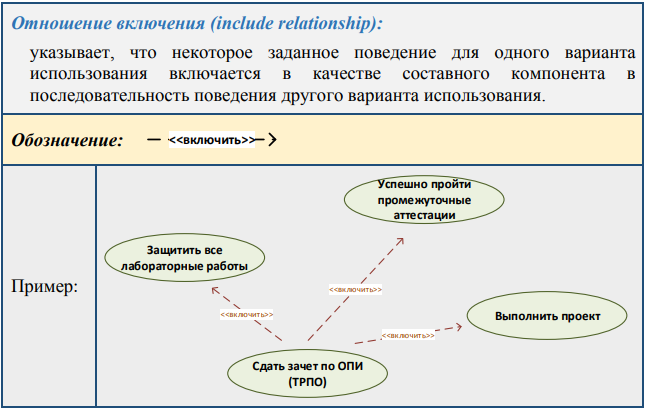 Отношение включения (include relationship):
указывает, что некоторое заданное поведение для одного варианта
использования включается в качестве составного компонента в
последовательность поведения другого варианта использования.
Обозначение: <<включить>>
Пример:
Успешно пройти
промежуточные
аттестации
Защитить все
лабораторные работы
<<включить>>
<<включить>>
Выполнить проект
<<включить>>
Сдать зачет по ОПИ
(ТРПО)